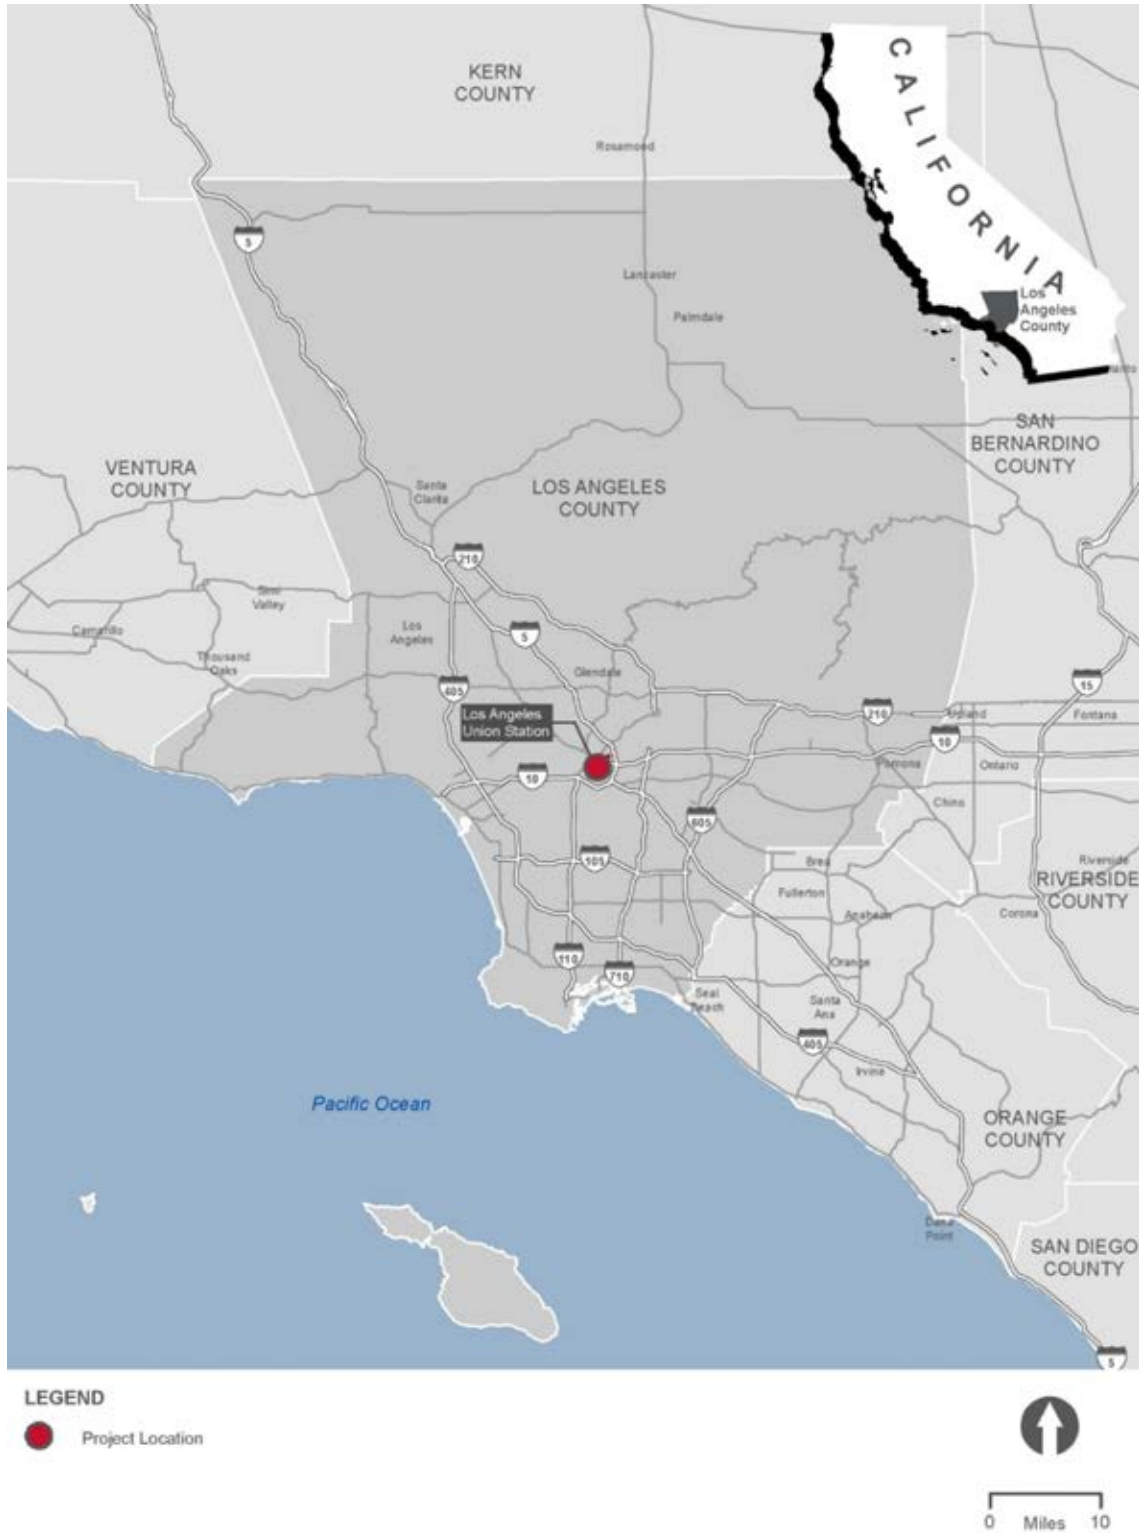 KERN
COUNTY
CALIFORNIA
Rosamond
5
Lancaster
Los
Angeles
County
Palmdale
SAN
BERNARDINO
COUNTY
VENTURA
COUNTY
Santa
Clarita
LOS ANGELES
COUNTY
210
Simi
Valley
Camarillo
Los
Angeles
5
Thousand
Oaks
Glendale
405
15
Los Angeles
Union Station
210
Upland
Fontana
10
10
Pomona
Ontario
Chino
605
105
Brea
Riverside
RIVERSIDE
COUNTY
Fullerton
Anaheim
Corona
110
710
Orange
Seal
Beach
Santa
Ana
405
Irvine
Pacific Ocean
ORANGE
COUNTY
Dana
Point
SAN DIEGO
COUNTY
5
LEGEND
Project Location
0 Miles 10